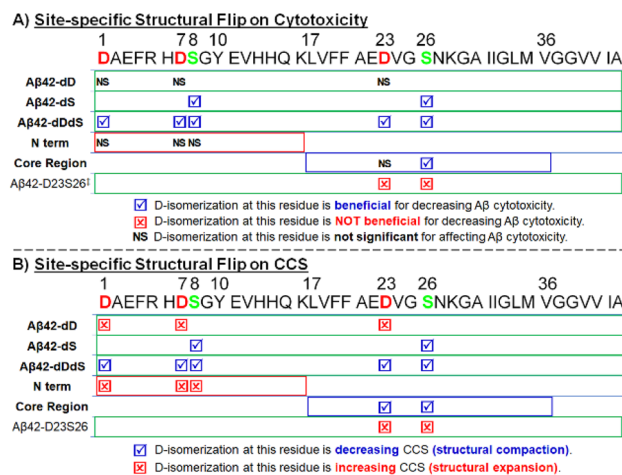 A) Site-specific Structural Flip on Cytotoxicity
1 7 8 10 17 23 26 36
DAEFR HDSGY EVHHQ KLVFF AEDVG SNKGA IIGLM VGGVV IA
Aβ42-dD NS NS NS
Aβ42-dS ☑ ☑
Aβ42-dDdS ☑ ☑ ☑ ☑ ☑
N term NS NS NS
Core Region NS ☑
Aβ42-D23S26‡ ☒ ☒
☑ D-isomerization at this residue is beneficial for decreasing Aβ cytotoxicity.
☒ D-isomerization at this residue is NOT beneficial for decreasing Aβ cytotoxicity.
NS D-isomerization at this residue is not significant for affecting Aβ cytotoxicity.
B) Site-specific Structural Flip on CCS
1 7 8 10 17 23 26 36
DAEFR HDSGY EVHHQ KLVFF AEDVG SNKGA IIGLM VGGVV IA
Aβ42-dD ☒ ☒ ☒
Aβ42-dS ☑ ☑
Aβ42-dDdS ☑ ☑ ☑ ☑ ☑
N term ☒ ☒ ☒
Core Region ☑ ☑
Aβ42-D23S26 ☒ ☒
☑ D-isomerization at this residue is decreasing CCS (structural compaction).
☒ D-isomerization at this residue is increasing CCS (structural expansion).